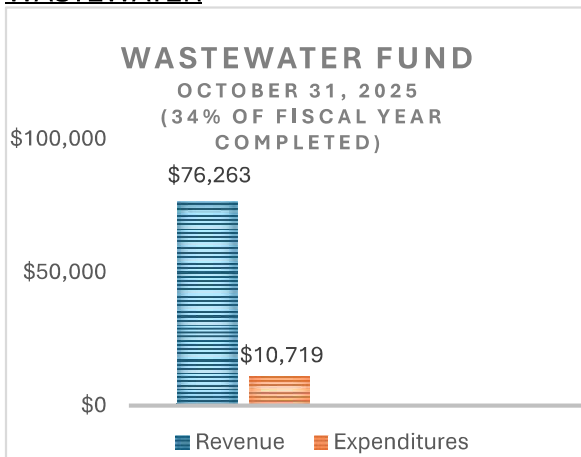 WASTEWATER
WASTEWATER FUND
OCTOBER 31, 2025
(34% OF FISCAL YEAR
COMPLETED)
$100,000
$76,263
$50,000
$10,719
$0
Revenue Expenditures